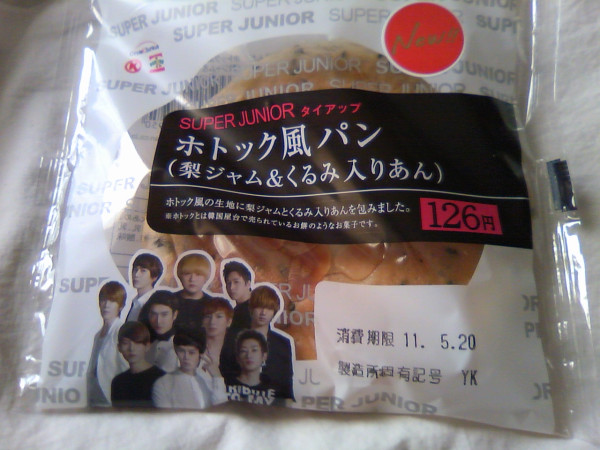 SUPER JUNIOR SUPER JUNIOR
SUPER JUNIOR
New
SUPER JUNIOR タイアップ
ホトック風パン
(梨ジャム&くるみ入りあん)
ホトック風の生地に梨ジャムとくるみ入りあんを包みました。
※ホトックとは韓国屋台で売られているお餅のようなお菓子です。
126円
消費期限 11. 5.20
製造所固有記号 YK
SUPER JUNIOR